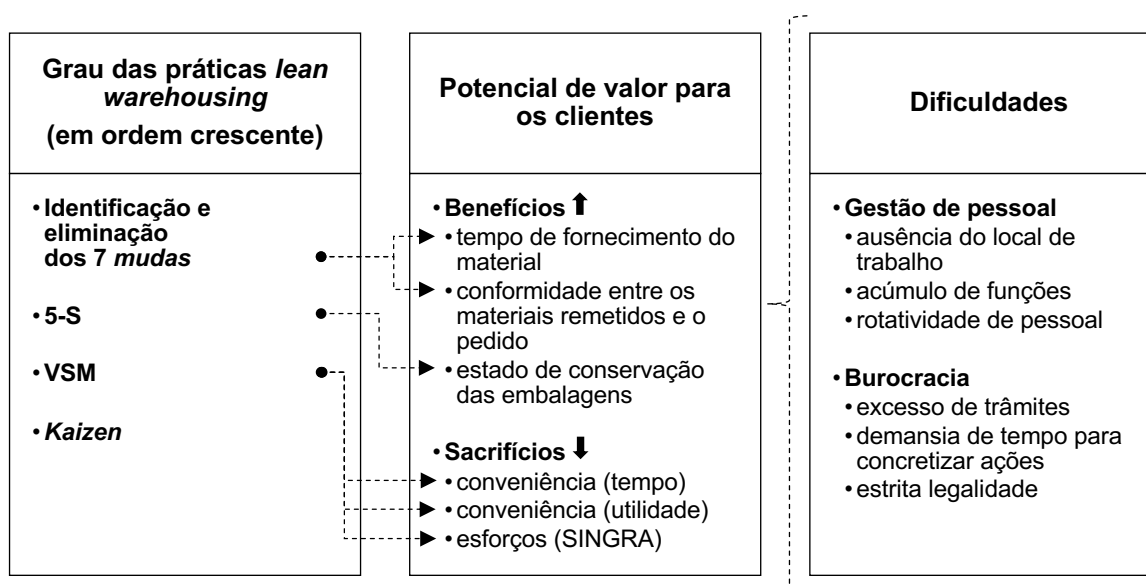 Grau das práticas lean
warehousing
(em ordem crescente)
• Identificação e
eliminação
dos 7 mudas
• 5-S
• VSM
• Kaizen
Potencial de valor para
os clientes
• Benefícios ⬆
• tempo de fornecimento do
material
• conformidade entre os
materiais remetidos e o
pedido
• estado de conservação
das embalagens
• Sacrifícios ⬇
• conveniência (tempo)
• conveniência (utilidade)
• esforços (SINGRA)
Dificuldades
• Gestão de pessoal
• ausência do local de
trabalho
• acúmulo de funções
• rotatividade de pessoal
• Burocracia
• excesso de trâmites
• demansia de tempo para
concretizar ações
• estrita legalidade